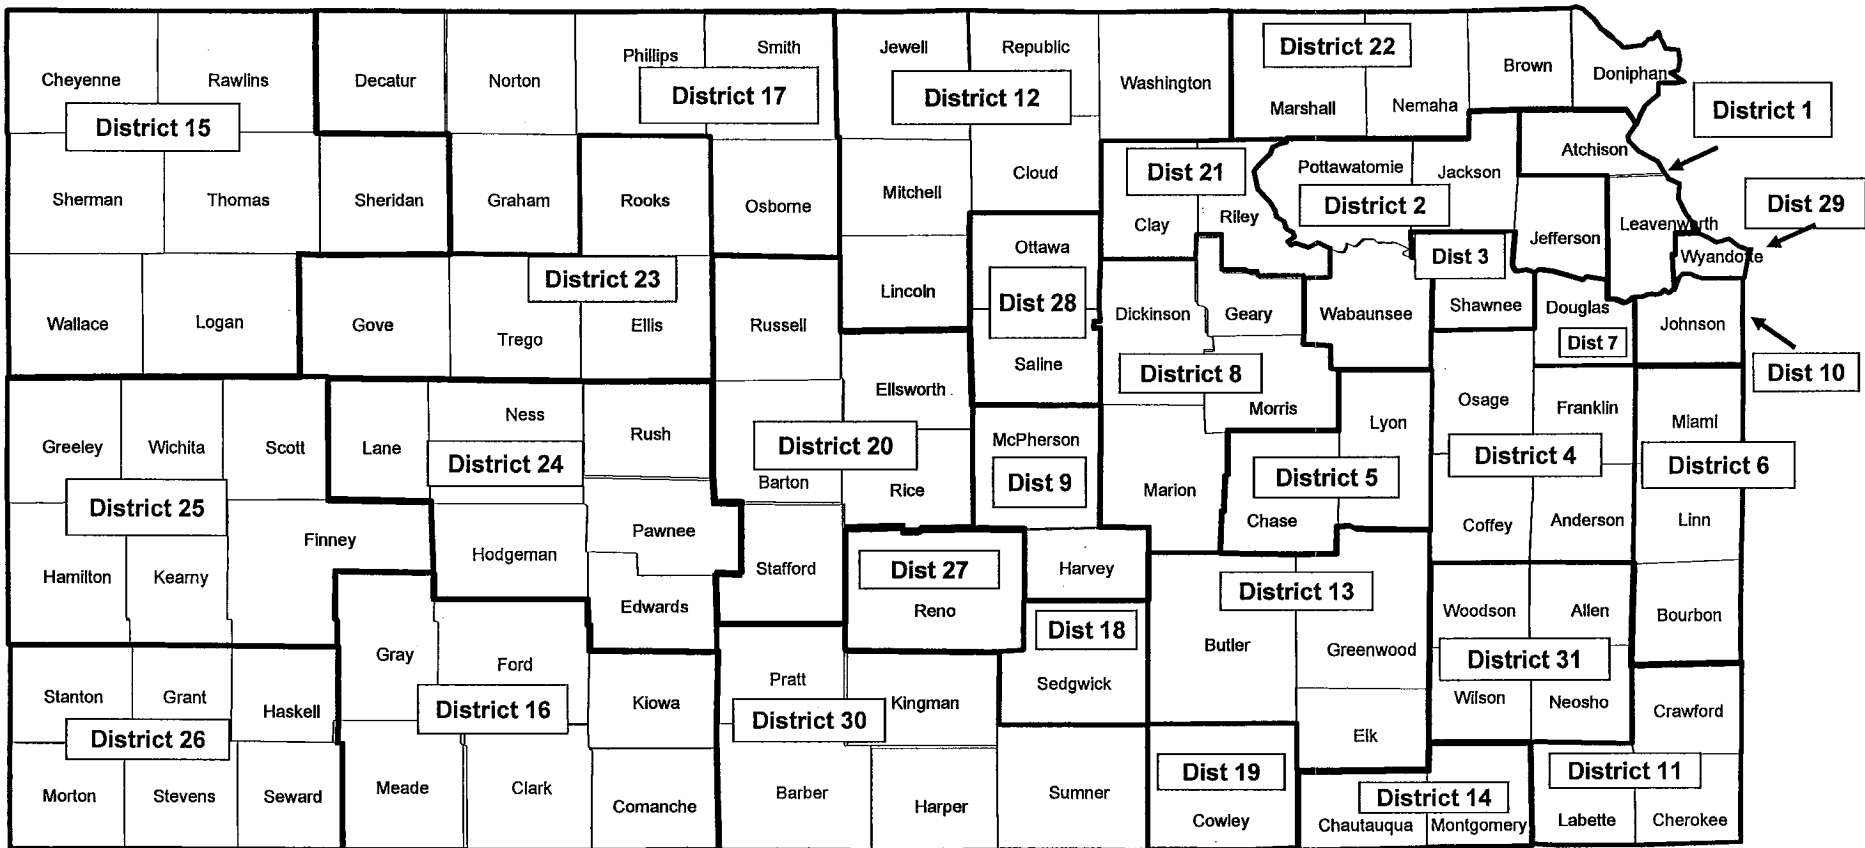 Cheyenne
Rawlins
Decatur
Norton
Phillips
Smith
Jewell
Republic
Washington
District 22
Marshall
Nemaha
Brown
Doniphan
District 15
District 17
District 12
District 1
Sherman
Thomas
Sheridan
Graham
Rooks
Osborne
Mitchell
Cloud
Dist 21
Clay
Riley
Pottawatomie
District 2
Jackson
Atchison
Jefferson
Leavenworth
Dist 29
Wyandotte
Wallace
Logan
Gove
District 23
Trego
Ellis
Russell
Lincoln
Ottawa
Dist 28
Saline
Dickinson
Geary
Wabaunsee
Dist 3
Shawnee
Douglas
Dist 7
Johnson
Dist 10
District 8
Morris
Ellsworth
Greeley
Wichita
Scott
Lane
Ness
Rush
District 24
District 20
Barton
Rice
McPherson
Dist 9
Marion
District 5
Chase
Lyon
Osage
Franklin
District 4
Coffey
Anderson
Miami
District 6
Linn
District 25
Finney
Hamilton
Kearny
Hodgeman
Pawnee
Edwards
Stafford
Dist 27
Reno
Harvey
Dist 18
Sedgwick
District 13
Butler
Greenwood
Elk
Woodson
Allen
District 31
Wilson
Neosho
Bourbon
Stanton
Grant
Haskell
District 26
Morton
Stevens
Seward
Gray
Ford
District 16
Kiowa
Meade
Clark
Comanche
Pratt
District 30
Kingman
Barber
Harper
Sumner
Dist 19
Cowley
District 14
Chautauqua
Montgomery
District 11
Labette
Cherokee
Crawford